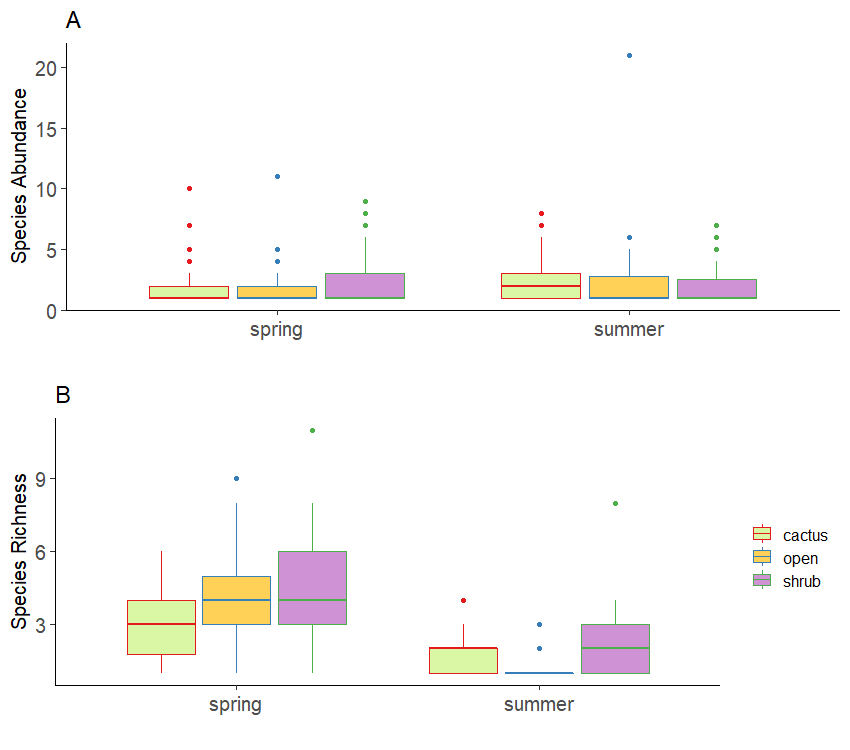 A
Species Abundance
20
15
10
5
0
spring summer
B
Species Richness
9
6
3
spring summer
cactus
open
shrub